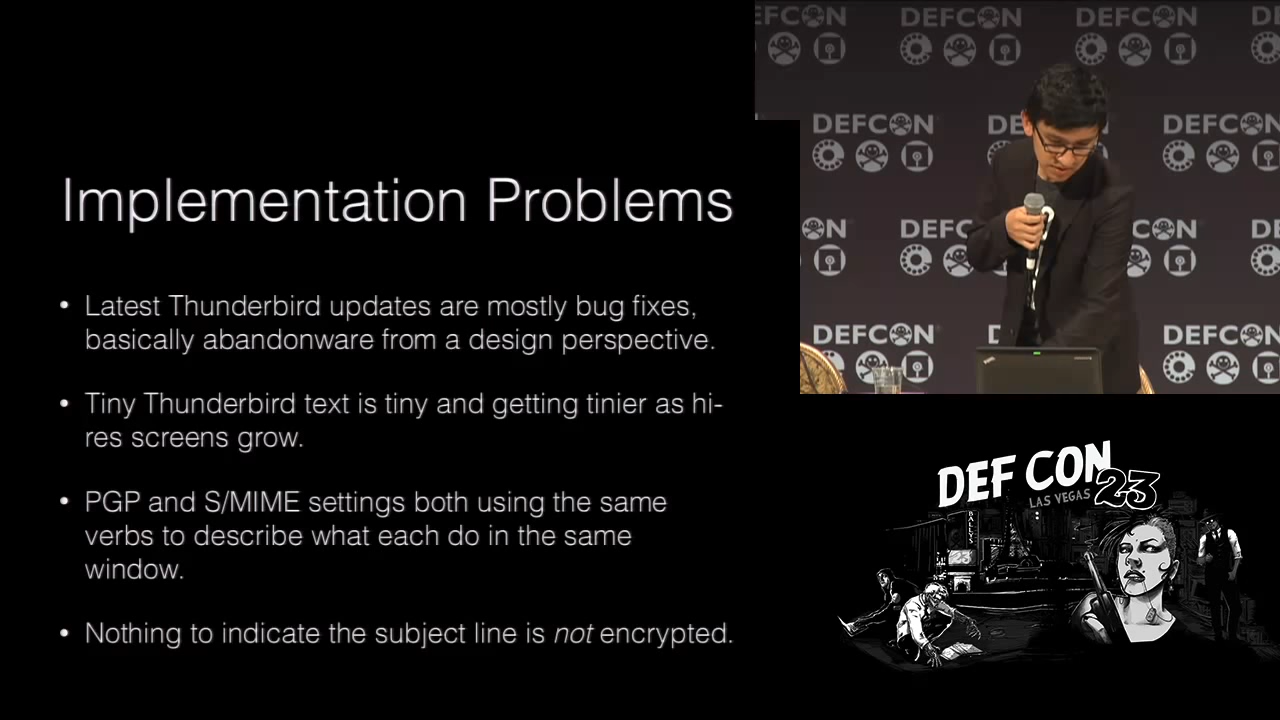 Implementation Problems
• Latest Thunderbird updates are mostly bug fixes,
basically abandonware from a design perspective.
• Tiny Thunderbird text is tiny and getting tinier as hi-
res screens grow.
• PGP and S/MIME settings both using the same
verbs to describe what each do in the same
window.
• Nothing to indicate the subject line is not encrypted.
DEFCON DEFCON DEFCON
DEFCON DEFCON
DEFCON
DEFCON DEFCON
DEF CON 23
LAS VEGAS